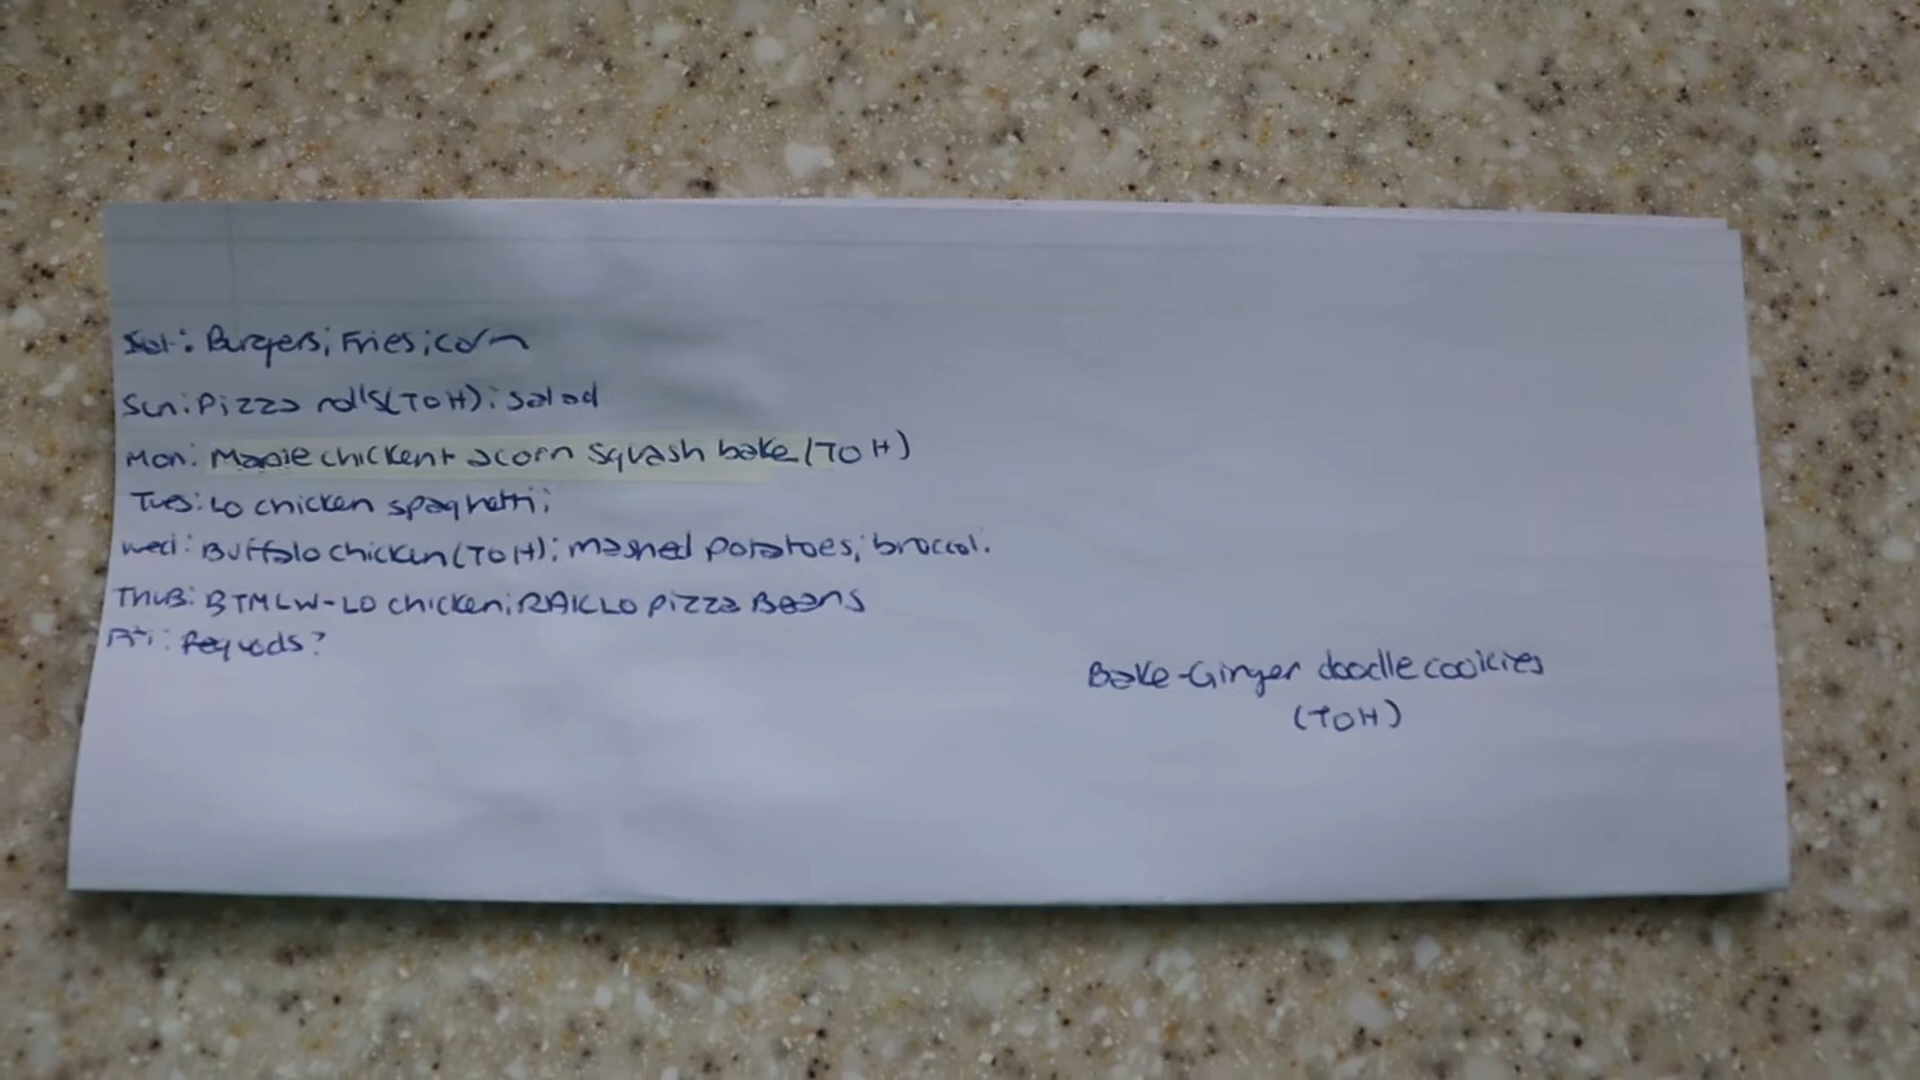 Sat: Burgers; Fries; corn
Sun: Pizza rolls (TOH); salad
Mon: Maple chicken + acorn squash bake (TOH)
Tues: LO chicken spaghetti;
Wed: Buffalo chicken (TOH); mashed potatoes; broccoli
Thurs: BTMLW-LO chicken; RAKLO pizza Beans
Fri: Pequods?
Bake-Ginger doodle cookies
(TOH)